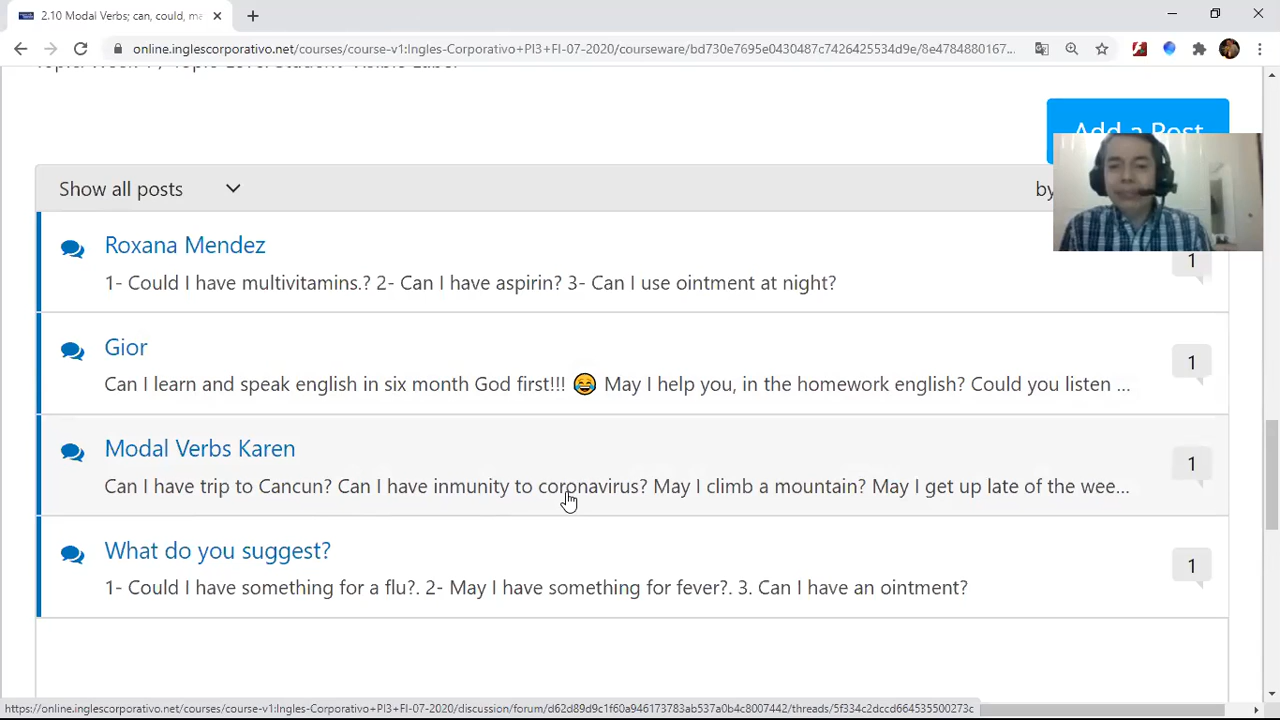 2.10 Modal Verbs; can, could, ma
online.inglescorporativo.net/courses/course-v1:Ingles-Corporativo+PI3+FI-07-2020/courseware/bd730e7695e0430487c7426425534d9e/8e4784880167...
Add a Post
Show all posts
by
Roxana Mendez
1- Could I have multivitamins.? 2- Can I have aspirin? 3- Can I use ointment at night?
1
Gior
Can I learn and speak english in six month God first!!! 😂 May I help you, in the homework english? Could you listen ...
1
Modal Verbs Karen
Can I have trip to Cancun? Can I have inmunity to coronavirus? May I climb a mountain? May I get up late of the wee...
1
What do you suggest?
1- Could I have something for a flu?. 2- May I have something for fever?. 3. Can I have an ointment?
1
https://online.inglescorporativo.net/courses/course-v1:Ingles-Corporativo+PI3+FI-07-2020/discussion/forum/d62d89d9c1f60a946173783ab537a0b4c8007442/threads/5f334c2dccd664535500273c